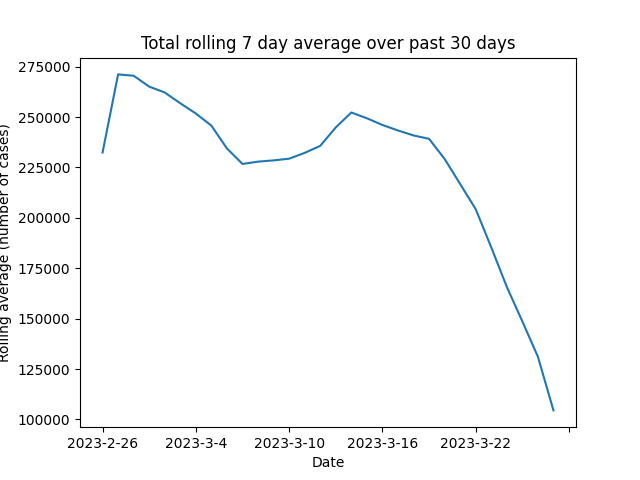 Total rolling 7 day average over past 30 days
275000
250000
225000
200000
175000
150000
125000
100000
Rolling average (number of cases)
2023-2-26 2023-3-4 2023-3-10 2023-3-16 2023-3-22
Date